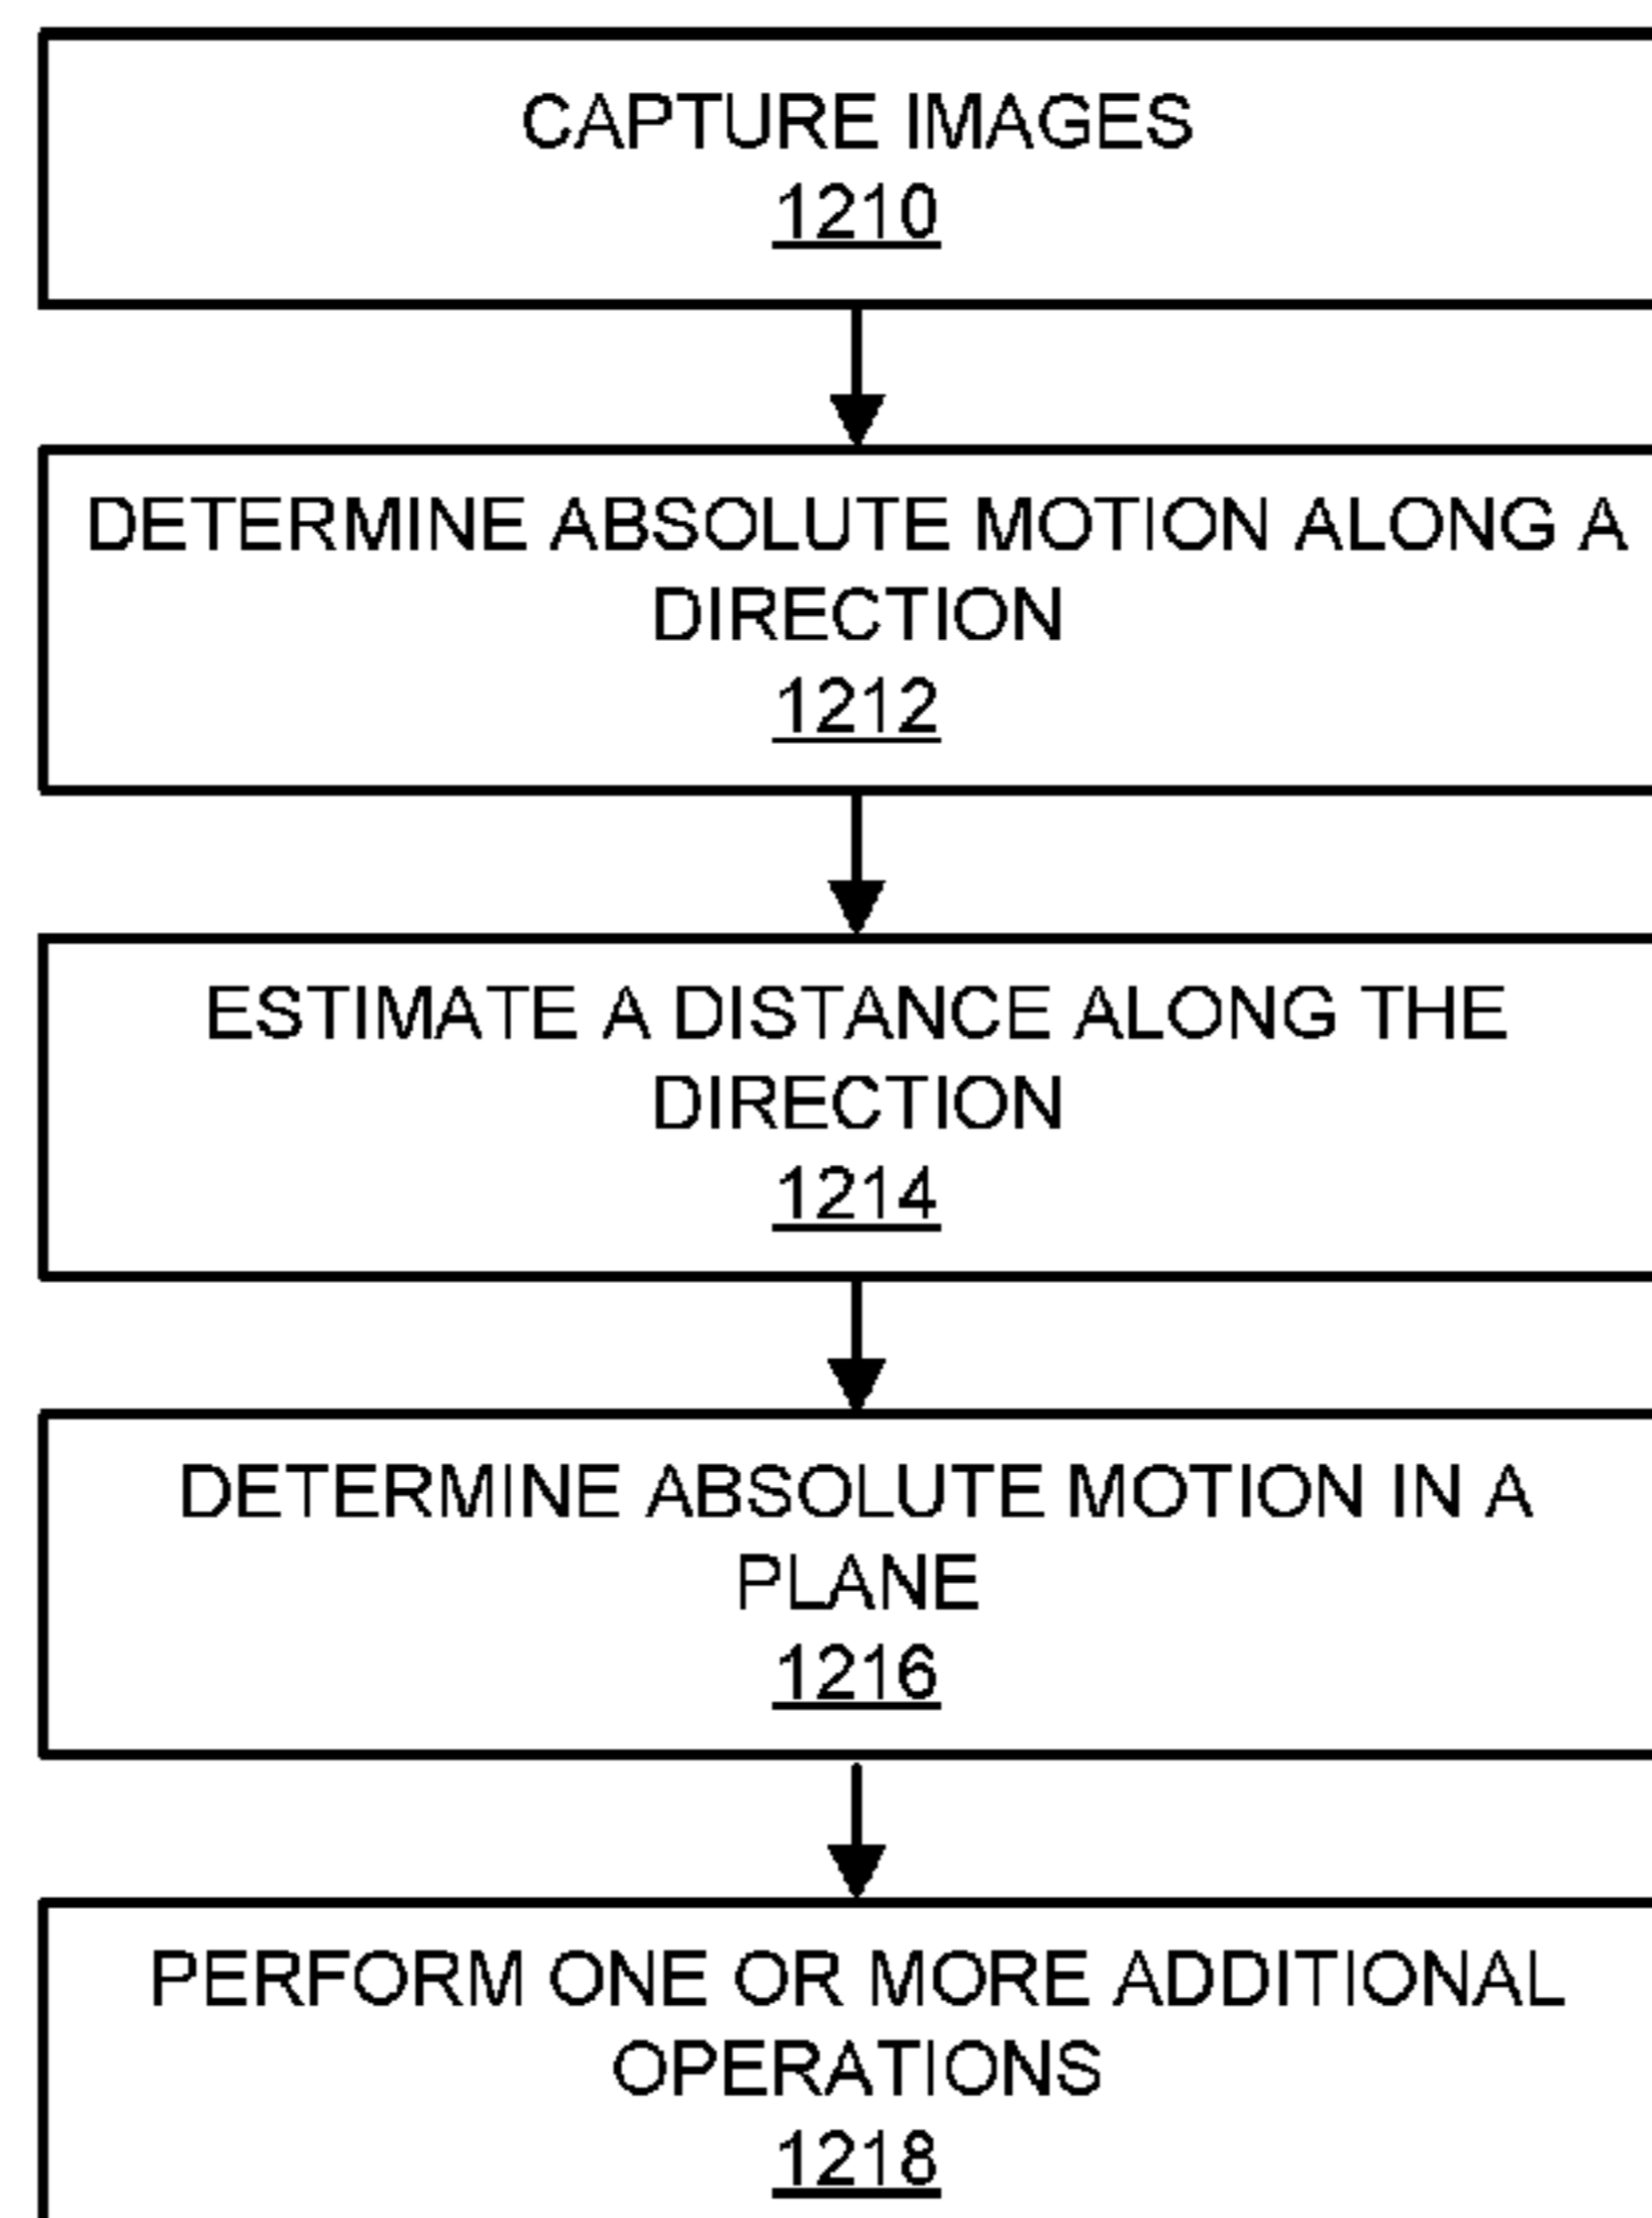 CAPTURE IMAGES
1210
DETERMINE ABSOLUTE MOTION ALONG A
DIRECTION
1212
ESTIMATE A DISTANCE ALONG THE
DIRECTION
1214
DETERMINE ABSOLUTE MOTION IN A
PLANE
1216
PERFORM ONE OR MORE ADDITIONAL
OPERATIONS
1218